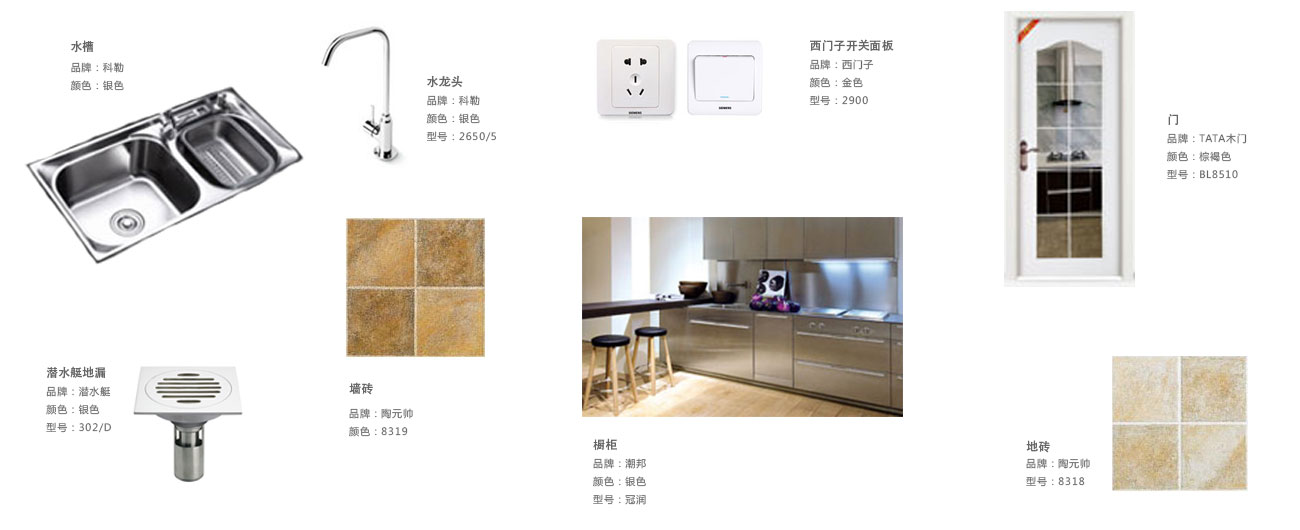 水槽
品牌：科勒
颜色：银色
水龙头
品牌：科勒
颜色：银色
型号：2650/5
SIEMENS
SIEMENS
西门子开关面板
品牌：西门子
颜色：金色
型号：2900
门
品牌：TATA木门
颜色：棕褐色
型号：BL8510
潜水艇地漏
品牌：潜水艇
颜色：银色
型号：302/D
墙砖
品牌：陶元帅
颜色：8319
橱柜
品牌：潮邦
颜色：银色
型号：冠润
地砖
品牌：陶元帅
型号：8318